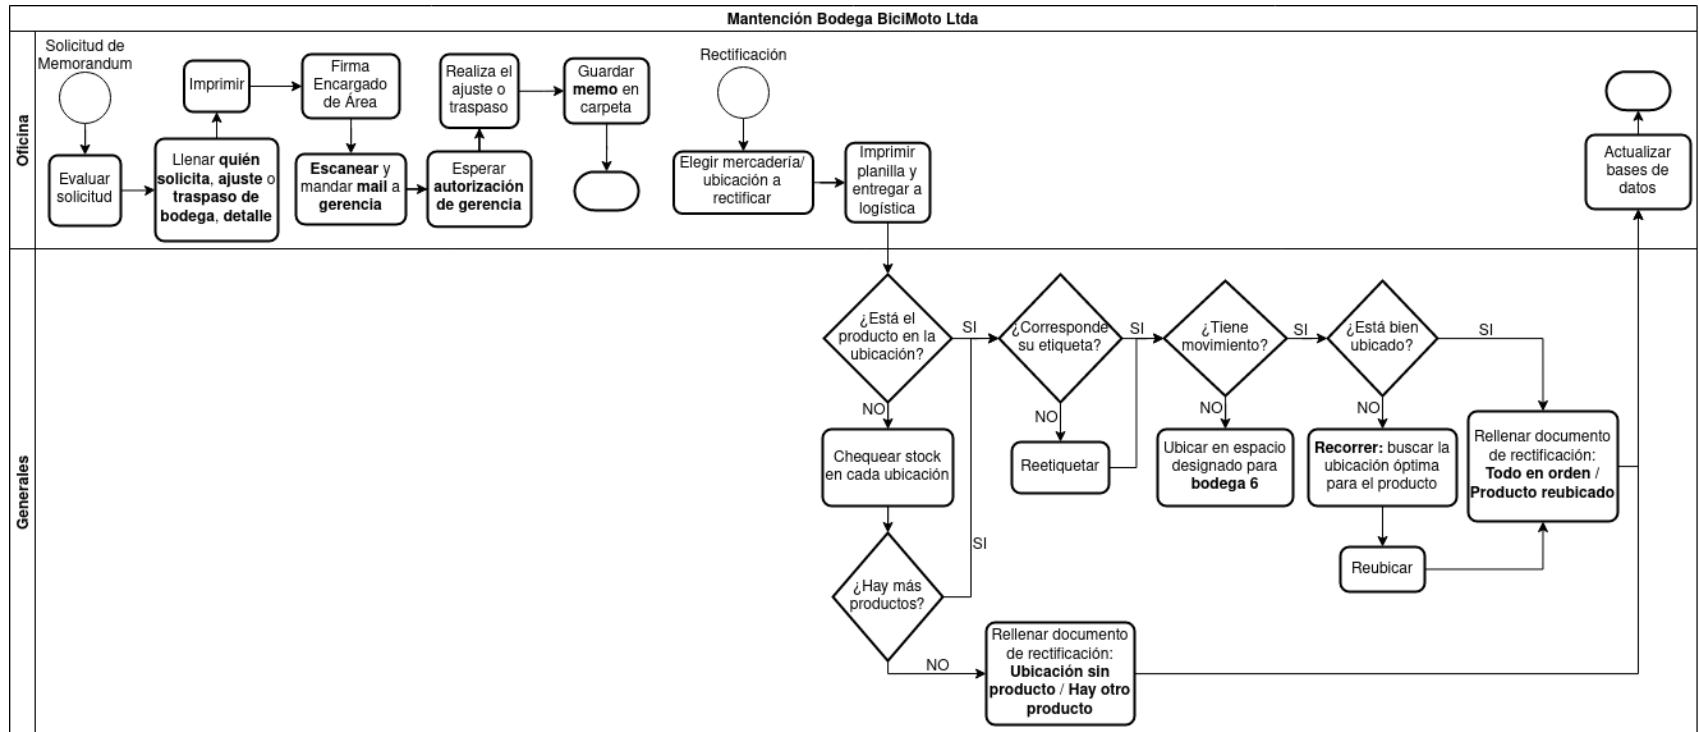 Mantención Bodega BiciMoto Ltda
Oficina
Solicitud de
Memorandum
Evaluar
solicitud
Llenar quién
solicita, ajuste o
traspaso de
bodega, detalle
Imprimir
Firma
Encargado
de Área
Escanear y
mandar mail a
gerencia
Esperar
autorización
de gerencia
Realiza el
ajuste o
traspaso
Guardar
memo en
carpeta
Rectificación
Elegir mercadería/
ubicación a
rectificar
Imprimir
planilla y
entregar a
logística
Actualizar
bases de
datos
Generales
¿Está el
producto en la
ubicación?
SI
NO
Chequear stock
en cada ubicación
¿Hay más
productos?
SI
NO
Rellenar documento
de rectificación:
Ubicación sin
producto / Hay otro
producto
¿Corresponde
su etiqueta?
SI
NO
Reetiquetar
¿Tiene
movimiento?
SI
NO
Ubicar en espacio
designado para
bodega 6
¿Está bien
ubicado?
SI
NO
Recorrer: buscar la
ubicación óptima
para el producto
Reubicar
Rellenar documento
de rectificación:
Todo en orden /
Producto reubicado